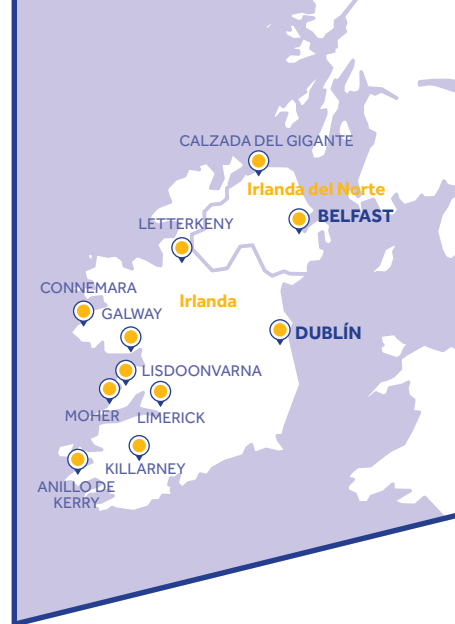 CALZADA DEL GIGANTE
Irlanda del Norte
BELFAST
LETTERKENY
CONNEMARA
Irlanda
GALWAY
DUBLÍN
LISDOONVARNA
MOHER
LIMERICK
KILLARNEY
ANILLO DE
KERRY